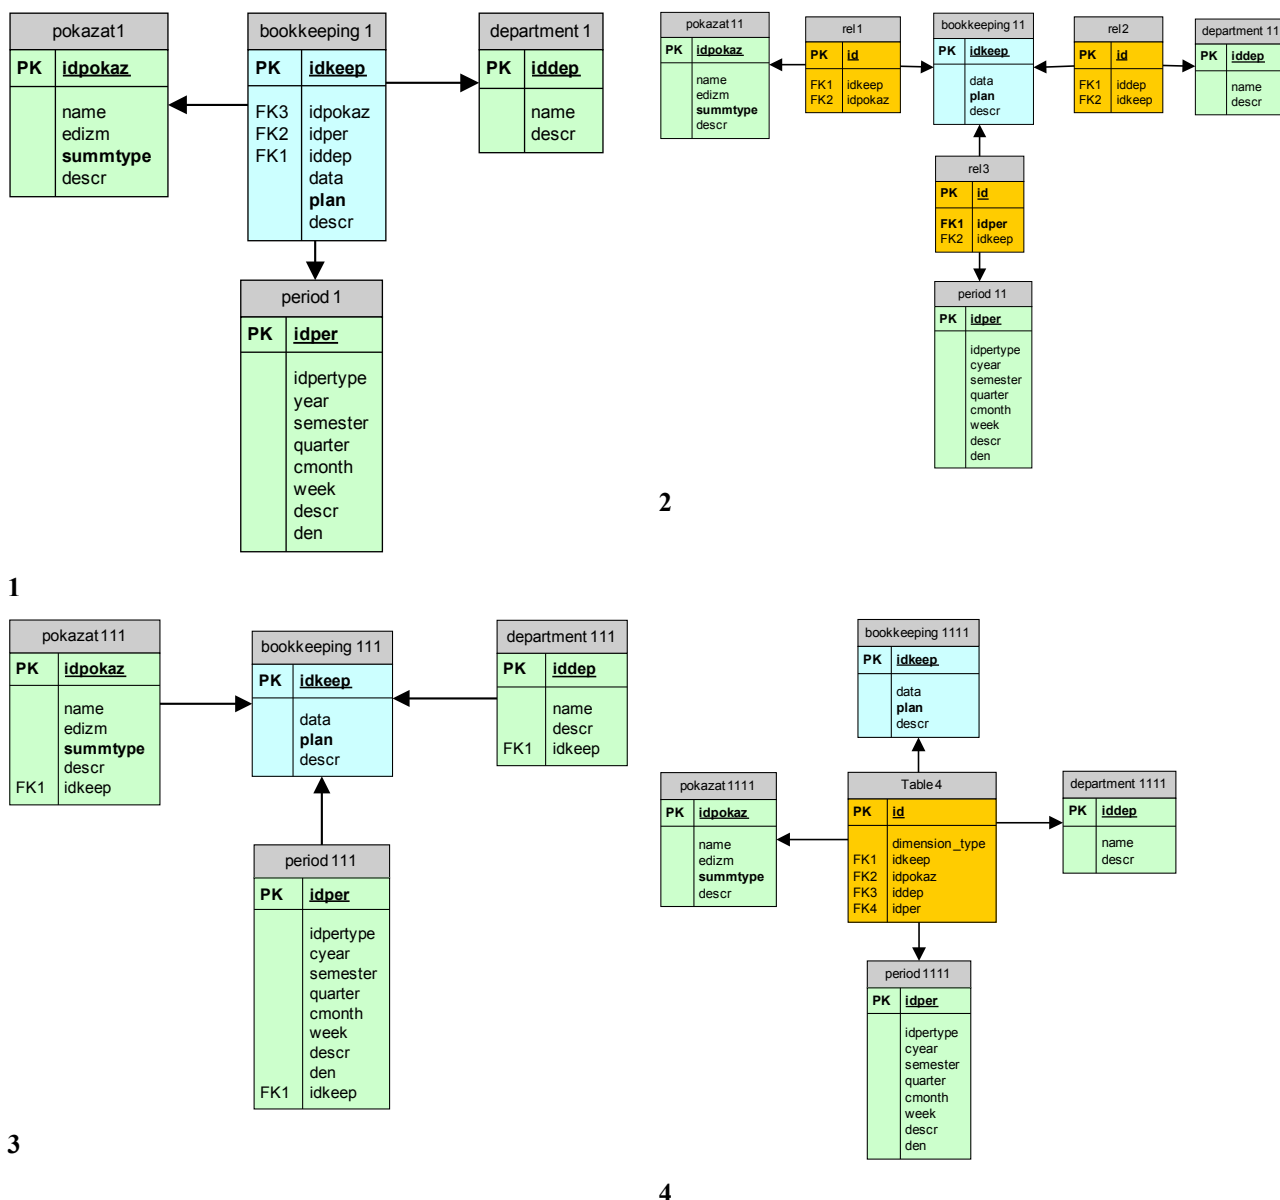 pokazat1
PK idpokaz
name
edizm
summtype
descr
bookkeeping 1
PK idkeep
FK3 idpokaz
FK2 idper
FK1 iddep
data
plan
descr
department 1
PK iddep
name
descr
period 1
PK idper
idpertype
year
semester
quarter
cmonth
week
descr
den
1
pokazat11
PK idpokaz
name
edizm
summtype
descr
rel1
PK id
FK1 idkeep
FK2 idpokaz
bookkeeping 11
PK idkeep
data
plan
descr
rel2
PK id
FK1 iddep
FK2 idkeep
department 11
PK iddep
name
descr
rel3
PK id
FK1 idper
FK2 idkeep
period 11
PK idper
idpertype
cyear
semester
quarter
cmonth
week
descr
den
2
pokazat111
PK idpokaz
name
edizm
summtype
descr
FK1 idkeep
bookkeeping 111
PK idkeep
data
plan
descr
department 111
PK iddep
name
descr
FK1 idkeep
period 111
PK idper
idpertype
cyear
semester
quarter
cmonth
week
descr
den
FK1 idkeep
3
bookkeeping 1111
PK idkeep
data
plan
descr
pokazat1111
PK idpokaz
name
edizm
summtype
descr
Table4
PK id
dimension_type
FK1 idkeep
FK2 idpokaz
FK3 iddep
FK4 idper
department 1111
PK iddep
name
descr
period1111
PK idper
idpertype
cyear
semester
quarter
cmonth
week
descr
den
4